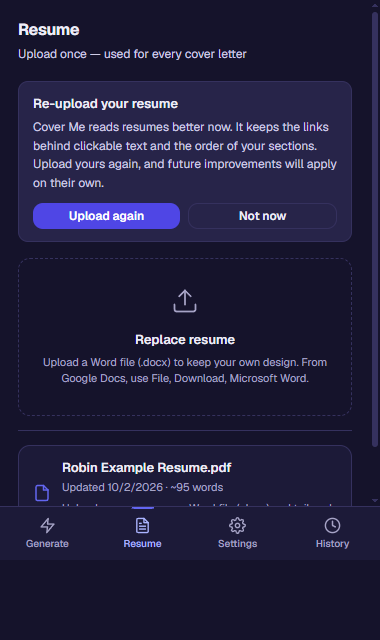 Resume
Upload once — used for every cover letter
Re-upload your resume
Cover Me reads resumes better now. It keeps the links
behind clickable text and the order of your sections.
Upload yours again, and future improvements will apply
on their own.
Upload again
Not now
Replace resume
Upload a Word file (.docx) to keep your own design. From
Google Docs, use File, Download, Microsoft Word.
Robin Example Resume.pdf
Updated 10/2/2026 · ~95 words
Generate
Resume
Settings
History